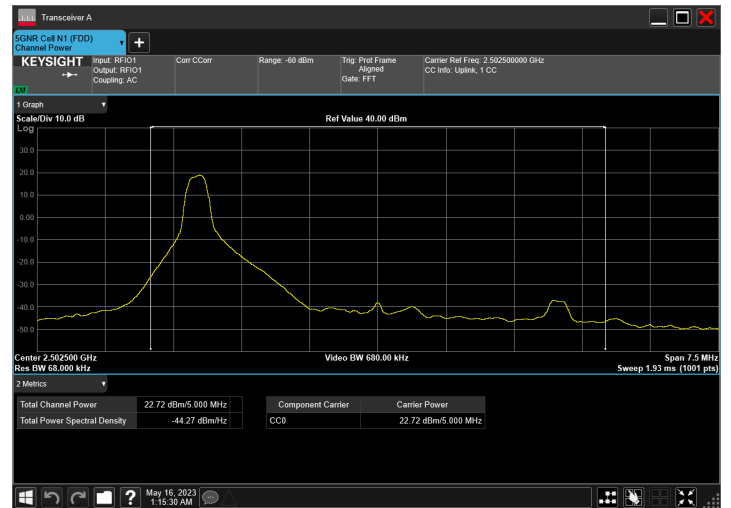 Transceiver A
5GNR Cell N1 (FDD)
Channel Power
KEYSIGHT
LXI
Input: RFIO1
Output: RFIO1
Coupling: AC
Corr CCorr
Range: -60 dBm
Trig: Prot Frame
Aligned
Gate: FFT
Carrier Ref Freq: 2.502500000 GHz
CC Info: Uplink, 1 CC
1 Graph
Scale/Div 10.0 dB
Ref Value 40.00 dBm
Log
30.0
20.0
10.0
0.00
-10.0
-20.0
-30.0
-40.0
-50.0
Center 2.502500 GHz
Video BW 680.00 kHz
Span 7.5 MHz
Res BW 68.000 kHz
Sweep 1.93 ms (1001 pts)
2 Metrics
Total Channel Power 22.72 dBm/5.000 MHz
Total Power Spectral Density -44.27 dBm/Hz
Component Carrier Carrier Power
CC0 22.72 dBm/5.000 MHz
May 16, 2023
1:15:30 AM